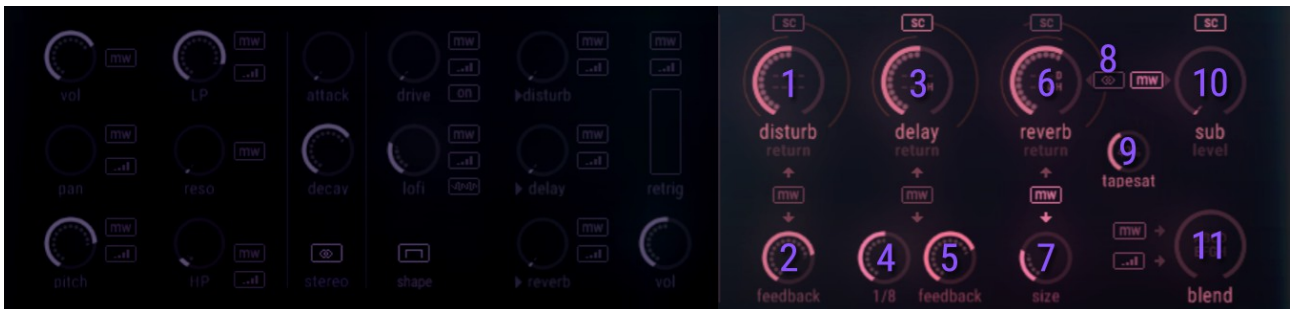 sc sc sc sc
mw mw mw mw
8
vol LP attack drive disturb 1 3 6 mw 10
on
disturb delay reverb sub
return return return level
mw mw mw mw
9
pan reso decay lofi delay retrig tapesat
mw mw mw
mw mw mw mw
2 4 5 7 11
pitch HP stereo shape reverb vol
feedback 1/8 feedback size blend